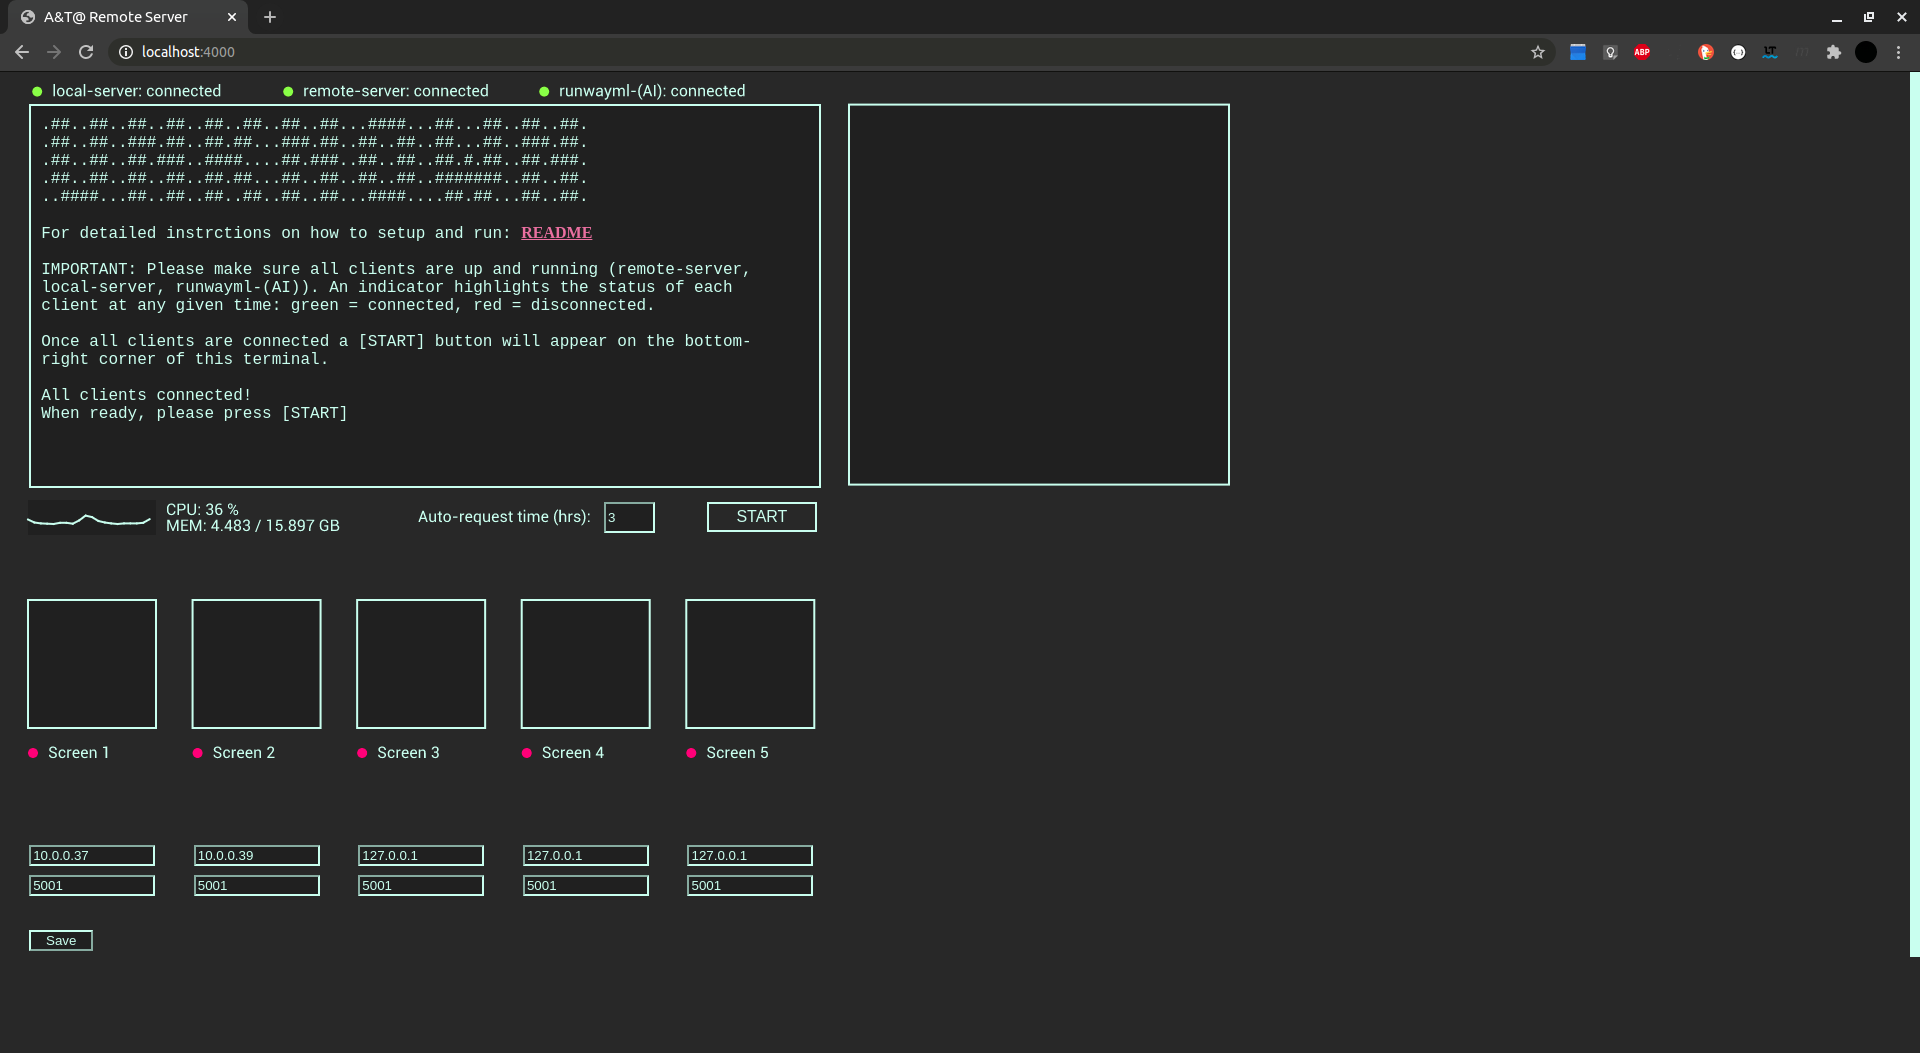 A&T@ Remote Server
localhost:4000
ABP
LT
local-server: connected
remote-server: connected
runwayml-(AI): connected
.##..##..##..##..##..##..##..##...####...##...##..##..##.
.##..##..###.##..##.##...###.##..##..##..##...##..###.##.
.##..##..##.###..####....##.###..##..##..##.#.##..##.###.
.##..##..##..##..##.##...##..##..##..##..#######..##..##.
..####...##..##..##..##..##..##...####....##.##...##..##.
For detailed instrctions on how to setup and run: README
IMPORTANT: Please make sure all clients are up and running (remote-server,
local-server, runwayml-(AI)). An indicator highlights the status of each
client at any given time: green = connected, red = disconnected.
Once all clients are connected a [START] button will appear on the bottom-
right corner of this terminal.
All clients connected!
When ready, please press [START]
CPU: 36 %
MEM: 4.483 / 15.897 GB
Auto-request time (hrs):
3
START
Screen 1
Screen 2
Screen 3
Screen 4
Screen 5
10.0.0.37
10.0.0.39
127.0.0.1
127.0.0.1
127.0.0.1
5001
5001
5001
5001
5001
Save